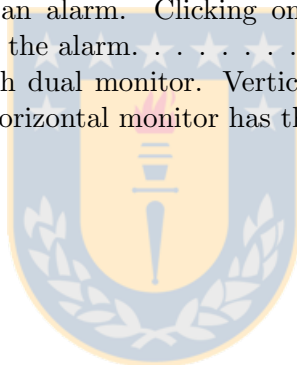 an alarm. Clicking on
the alarm. . . . . . . .
h dual monitor. Vertic
orizontal monitor has th